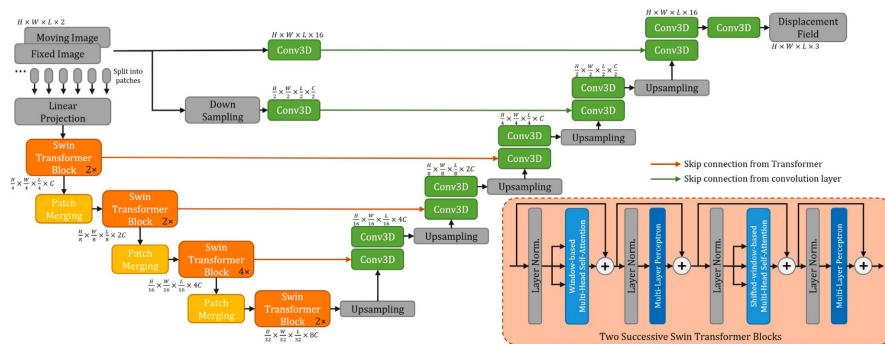 H × W × L × 2
Moving Image
Fixed Image
...
Split into
patches
Linear
Projection
Swin
Transformer
Block 2×
H/4 × W/4 × L/4 × C
Patch
Merging
Swin
Transformer
Block 2×
H/8 × W/8 × L/8 × 2C
Patch
Merging
Swin
Transformer
Block 4×
H/16 × W/16 × L/16 × 4C
Patch
Merging
Swin
Transformer
Block 2×
H/32 × W/32 × L/32 × 8C
Upsampling
H/16 × W/16 × L/16 × 4C
Conv3D
Conv3D
Upsampling
H/8 × W/8 × L/8 × 2C
Conv3D
Conv3D
Upsampling
H/4 × W/4 × L/4 × C
Conv3D
Conv3D
Upsampling
H/2 × W/2 × L/2 × C/2
Conv3D
Conv3D
Upsampling
H × W × L × 16
Conv3D
Conv3D
Conv3D
Displacement
Field
H × W × L × 3
H × W × L × 16
Conv3D
Down
Sampling
H/2 × W/2 × L/2 × C/2
Conv3D
Skip connection from Transformer
Skip connection from convolution layer
Layer Norm.
Window-based
Multi-Head Self-Attention
+
Layer Norm.
Multi-Layer Perceptron
+
Layer Norm.
Shifted-window-based
Multi-Head Self-Attention
+
Layer Norm.
Multi-Layer Perceptron
+
Two Successive Swin Transformer Blocks